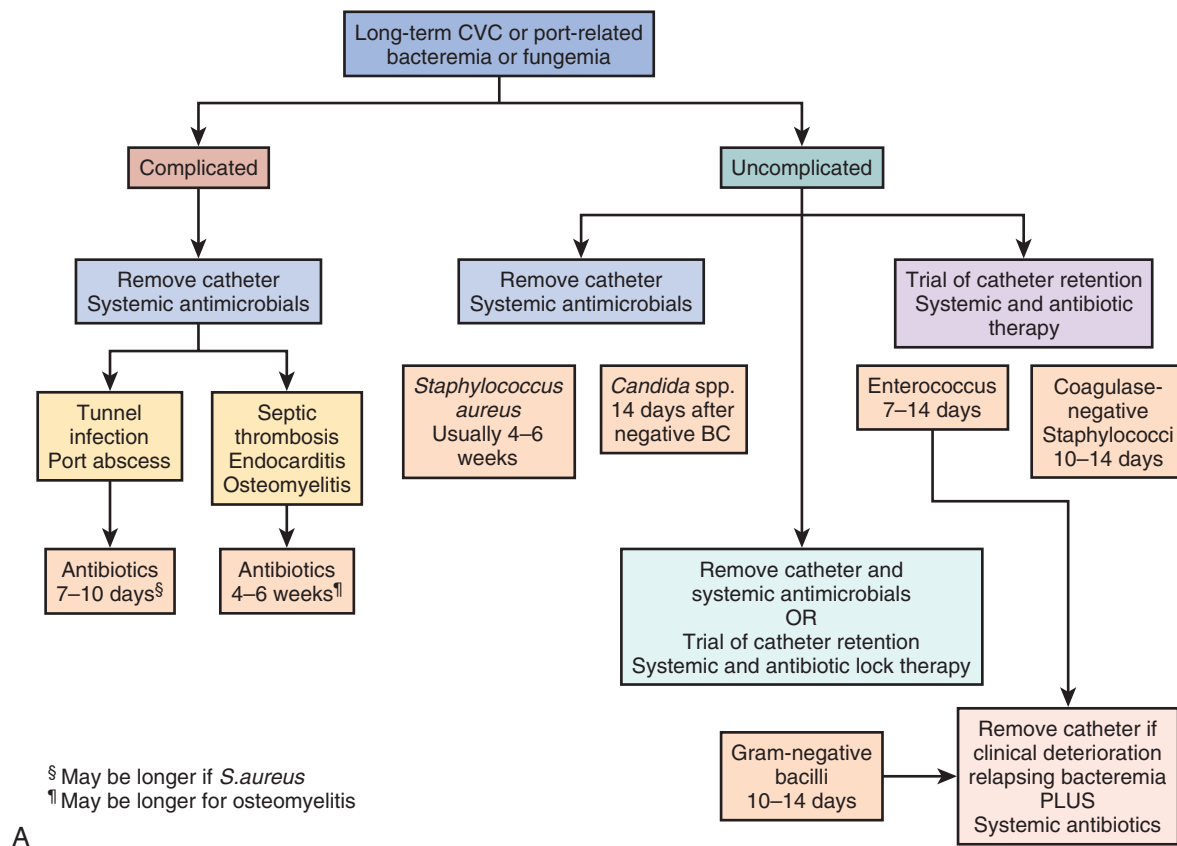 Long-term CVC or port-related
bacteremia or fungemia
Complicated
Uncomplicated
Remove catheter
Systemic antimicrobials
Remove catheter
Systemic antimicrobials
Trial of catheter retention
Systemic and antibiotic
therapy
Tunnel
infection
Port abscess
Septic
thrombosis
Endocarditis
Osteomyelitis
Staphylococcus
aureus
Usually 4–6
weeks
Candida spp.
14 days after
negative BC
Enterococcus
7–14 days
Coagulase-
negative
Staphylococci
10–14 days
Antibiotics
7–10 days§
Antibiotics
4–6 weeks¶
Remove catheter and
systemic antimicrobials
OR
Trial of catheter retention
Systemic and antibiotic lock therapy
Gram-negative
bacilli
10–14 days
Remove catheter if
clinical deterioration
relapsing bacteremia
PLUS
Systemic antibiotics
§ May be longer if S.aureus
¶ May be longer for osteomyelitis
A